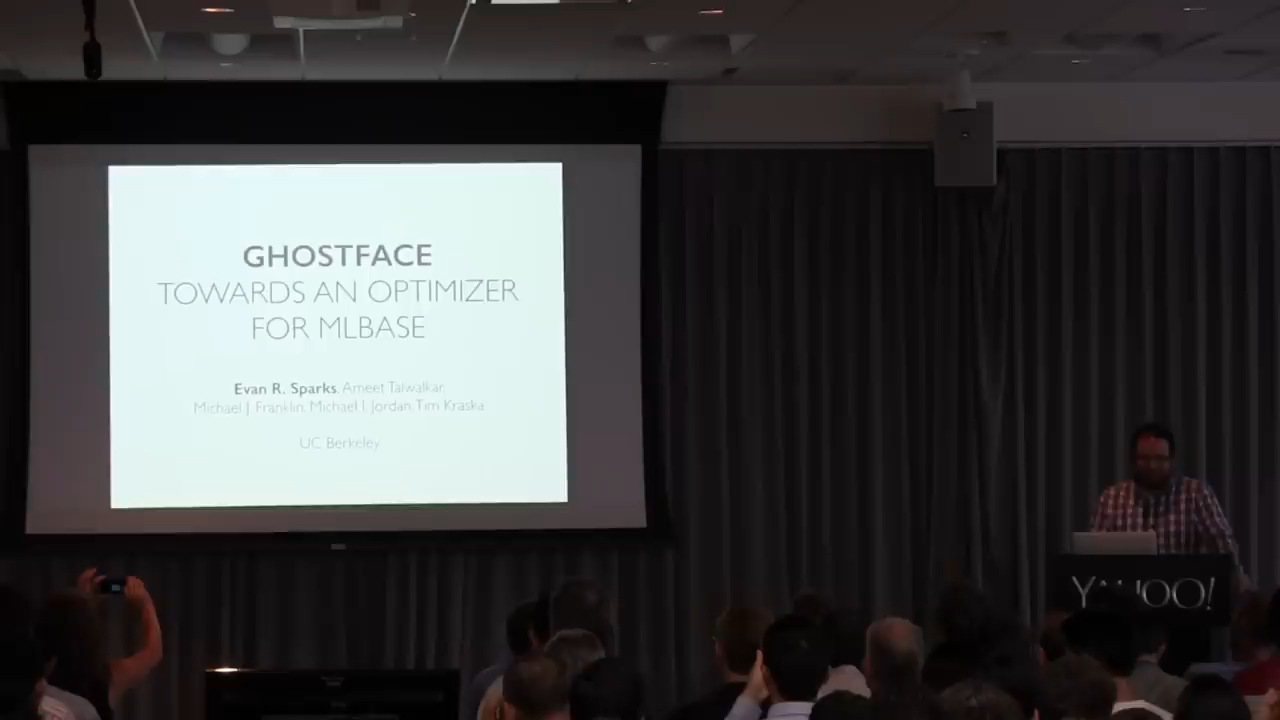 GHOSTFACE
TOWARDS AN OPTIMIZER
FOR MLBASE
Evan R. Sparks, Ameet Talwalkar,
Michael J. Franklin, Michael I. Jordan, Tim Kraska
UC Berkeley
YAHOO!